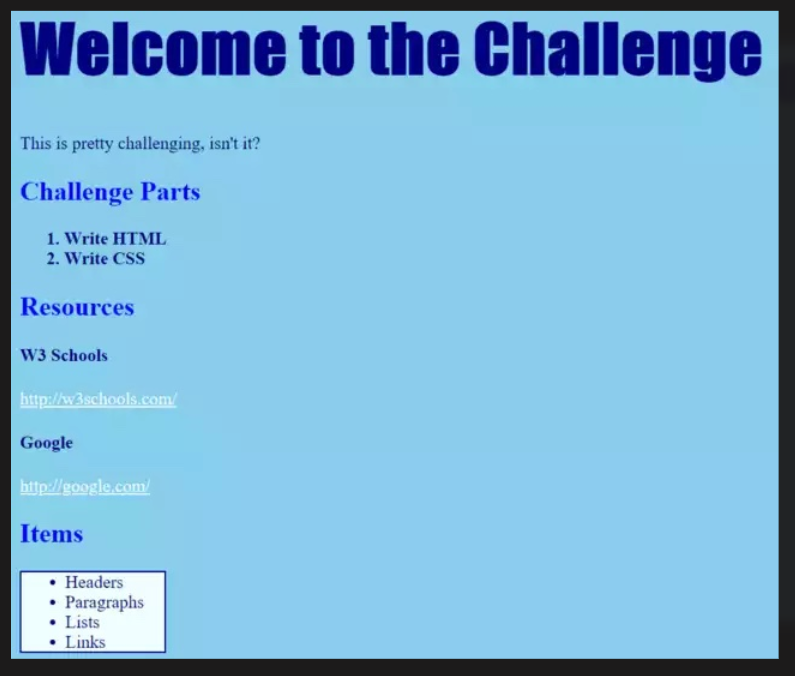 Welcome to the Challenge
This is pretty challenging, isn't it?
Challenge Parts
1. Write HTML
2. Write CSS
Resources
W3 Schools
http://w3schools.com/
Google
http://google.com/
Items
• Headers
• Paragraphs
• Lists
• Links